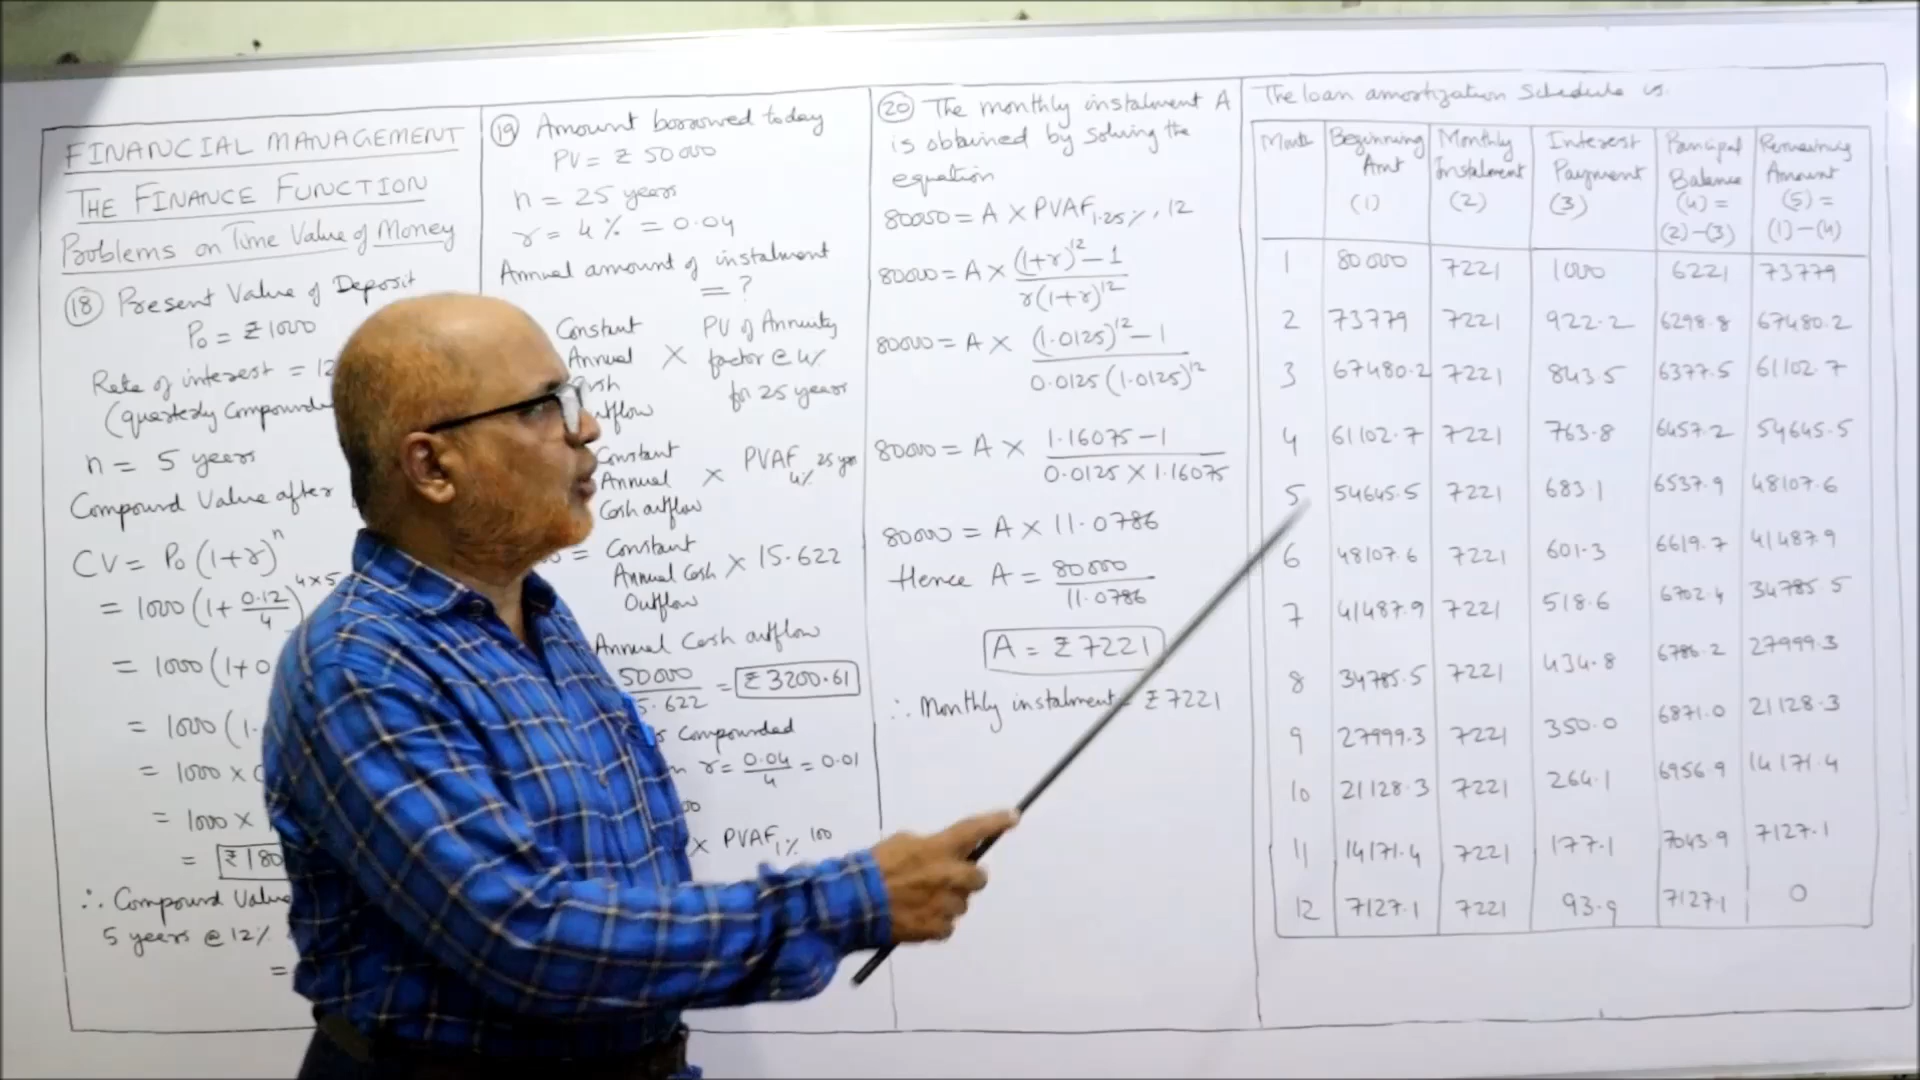 FINANCIAL MANAGEMENT
THE FINANCE FUNCTION
Problems on Time Value of Money
(18) Present Value of Deposit
P₀ = ₹1000
Rate of interest = 12
(quarterly Compounde
n = 5 years
Compound Value after
CV = P₀ (1+r)ⁿ
= 1000 (1 + 0.12/4)^4×5
= 1000 (1+0
= 1000 (1.
= 1000 ×
= 1000 ×
= ₹180
∴ Compound Value
5 years @ 12%
=
(19) Amount borrowed today
PV = ₹ 50000
n = 25 years
r = 4% = 0.04
Annual amount of instalment
= ?
Constant Annual Cash outflow × PV of Annuity factor @ 4% for 25 years
Constant Annual Cash outflow × PVAF 4%, 25 yrs
= Constant Annual Cash Outflow × 15.622
Annual Cash outflow
50000/5.622 = ₹ 3200.61
is Compounded
r = 0.04/4 = 0.01
00
× PVAF 1% 100
(20) The monthly instalment A
is obtained by solving the
equation
80000 = A × PVAF 1.25%, 12
80000 = A × (1+r)^12 − 1 / r(1+r)^12
80000 = A × (1.0125)^12 − 1 / 0.0125 (1.0125)^12
80000 = A × 1.16075 − 1 / 0.0125 × 1.16075
80000 = A × 11.0786
Hence A = 80000/11.0786
A = ₹ 7221
∴ Monthly instalment = ₹ 7221
The loan amortization Schedule is.
Month | Beginning Amt (1) | Monthly Instalment (2) | Interest Payment (3) | Principal Balance (4) = (2)−(3) | Remaining Amount (5) = (1)−(4)
1 80000 7221 1000 6221 73779
2 73779 7221 922.2 6298.8 67480.2
3 67480.2 7221 843.5 6377.5 61102.7
4 61102.7 7221 763.8 6457.2 54645.5
5 54645.5 7221 683.1 6537.9 48107.6
6 48107.6 7221 601.3 6619.7 41487.9
7 41487.9 7221 518.6 6702.4 34785.5
8 34785.5 7221 434.8 6786.2 27999.3
9 27999.3 7221 350.0 6871.0 21128.3
10 21128.3 7221 264.1 6956.9 14171.4
11 14171.4 7221 177.1 7043.9 7127.1
12 7127.1 7221 93.9 7127.1 0